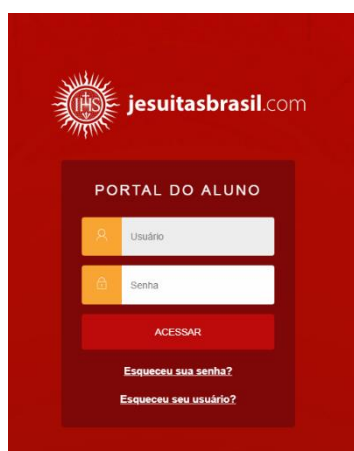 IHS
jesuitasbrasil.com
PORTAL DO ALUNO
Usuário
Senha
ACESSAR
Esqueceu sua senha?
Esqueceu seu usuário?